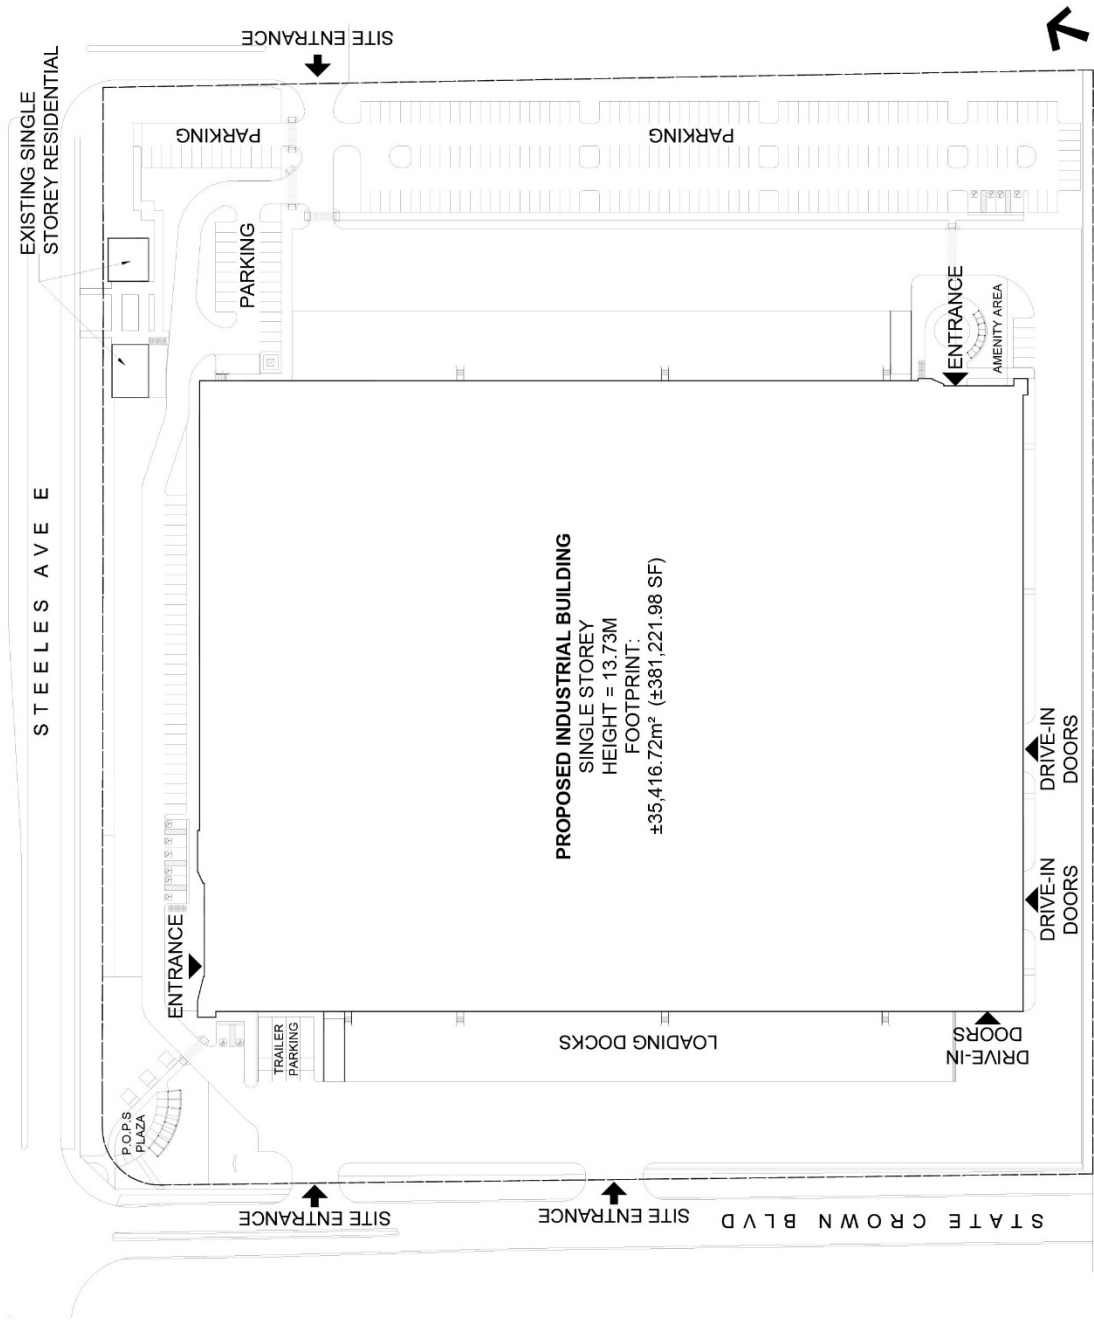 SITE ENTRANCE
EXISTING SINGLE
STOREY RESIDENTIAL
PARKING
PARKING
PARKING
ENTRANCE
AMENITY AREA
STEELES AVE E
PROPOSED INDUSTRIAL BUILDING
SINGLE STOREY
HEIGHT = 13.73M
FOOTPRINT:
±35,416.72m² (±381,221.98 SF)
DRIVE-IN
DOORS
DRIVE-IN
DOORS
ENTRANCE
TRAILER
PARKING
LOADING DOCKS
DRIVE-IN
DOORS
P.O.P.S
PLAZA
SITE ENTRANCE
SITE ENTRANCE
STATE CROWN BLVD